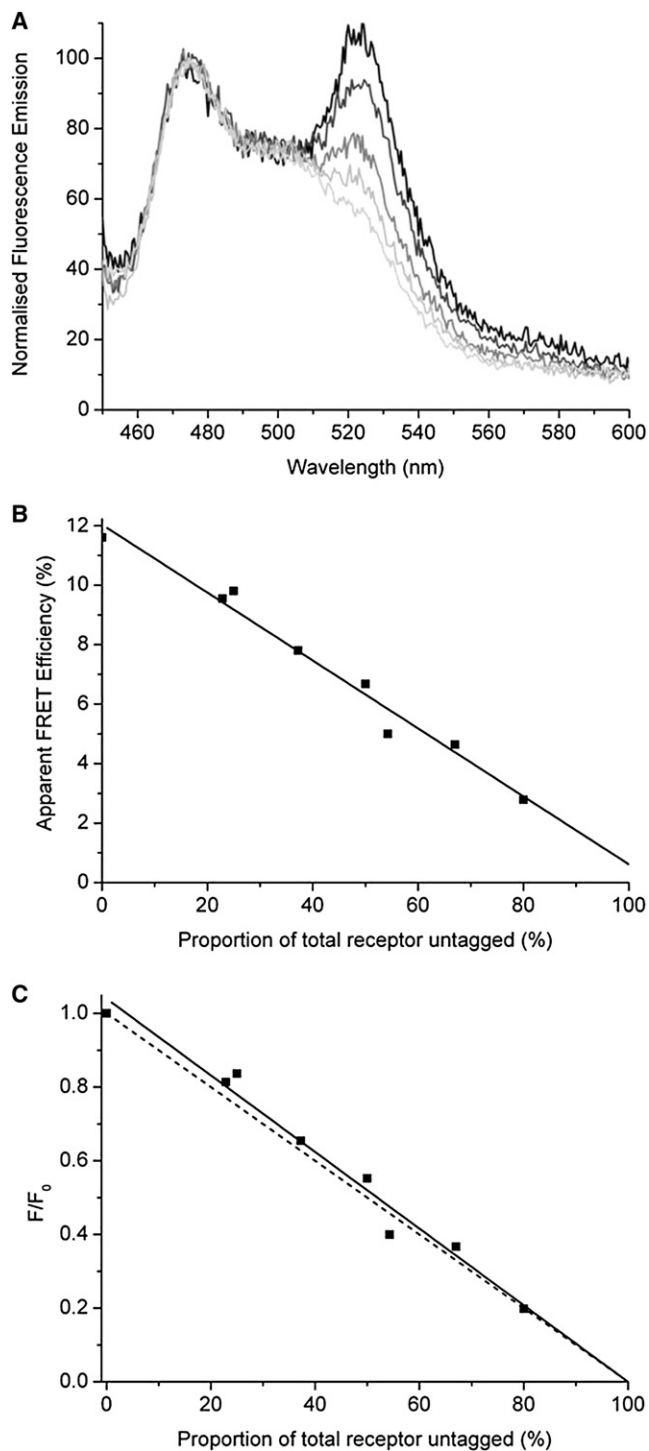 A
Normalised Fluorescence Emission
100
80
60
40
20
0
460 480 500 520 540 560 580 600
Wavelength (nm)
B
Apparent FRET Efficiency (%)
12
10
8
6
4
2
0
0 20 40 60 80 100
Proportion of total receptor untagged (%)
C
F/F0
1.0
0.8
0.6
0.4
0.2
0.0
0 20 40 60 80 100
Proportion of total receptor untagged (%)